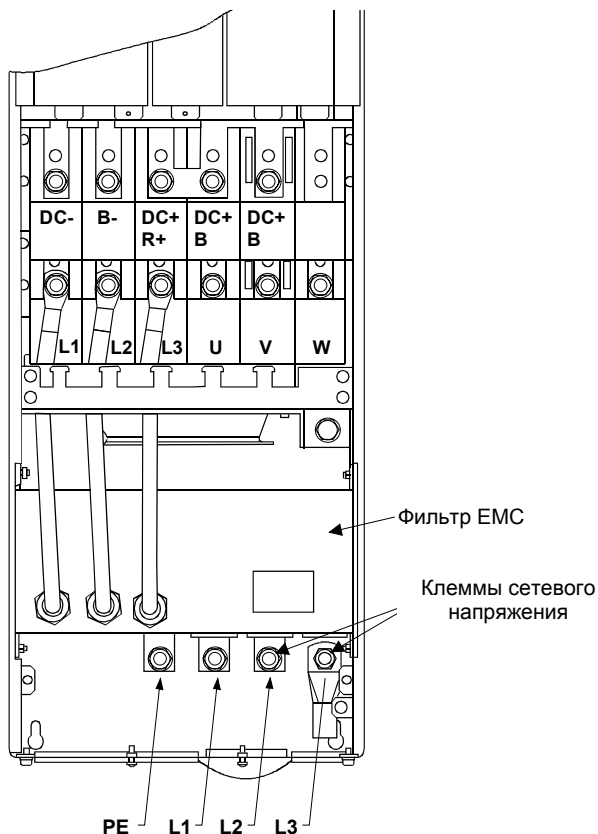 DC- B- DC+ DC+ DC+
R+ B B
L1 L2 L3 U V W
Фильтр EMC
Клеммы сетевого
напряжения
PE L1 L2 L3